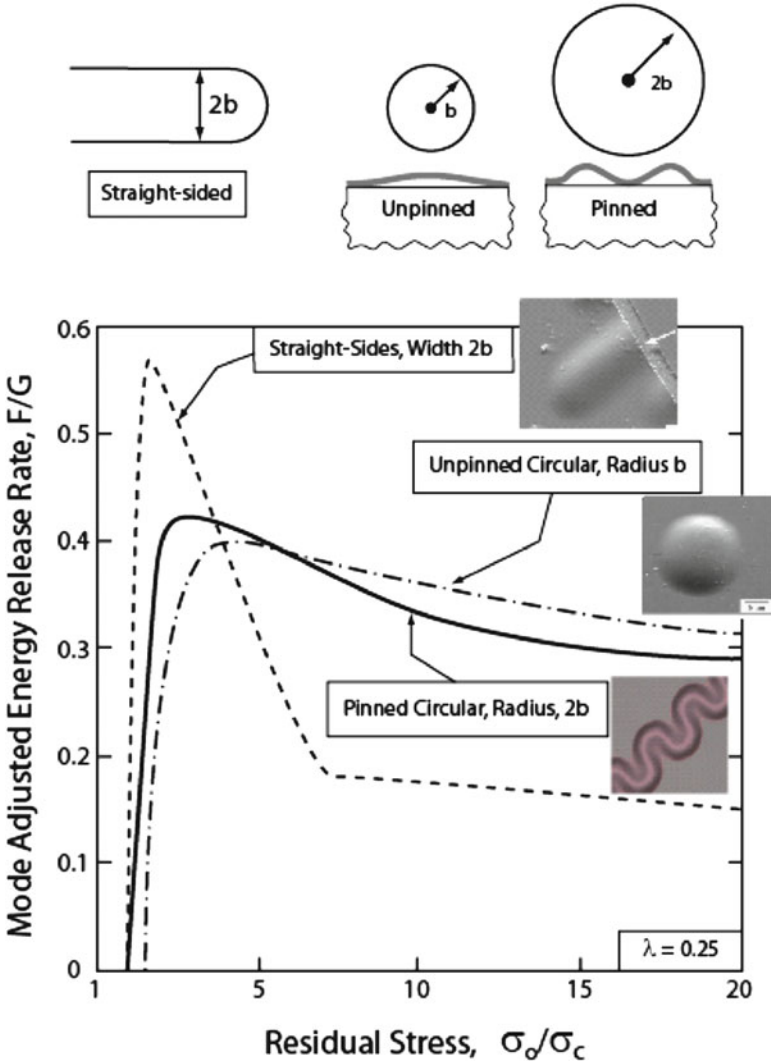 2b
b
2b
Straight-sided
Unpinned
Pinned
Mode Adjusted Energy Release Rate, F/G
0.6
0.5
0.4
0.3
0.2
0.1
0
Straight-Sides, Width 2b
Unpinned Circular, Radius b
Pinned Circular, Radius, 2b
λ = 0.25
1
5
10
15
20
Residual Stress, σo/σc